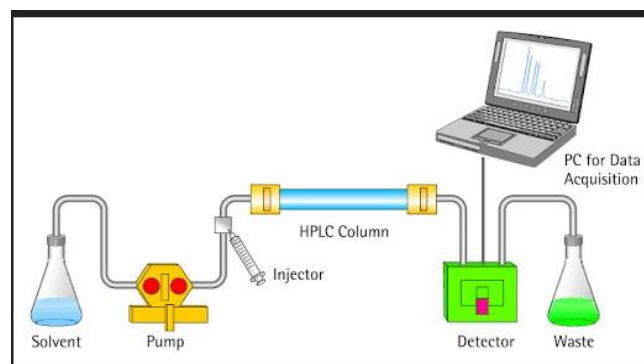 PC for Data
Acquisition
HPLC Column
Injector
Solvent
Pump
Detector
Waste